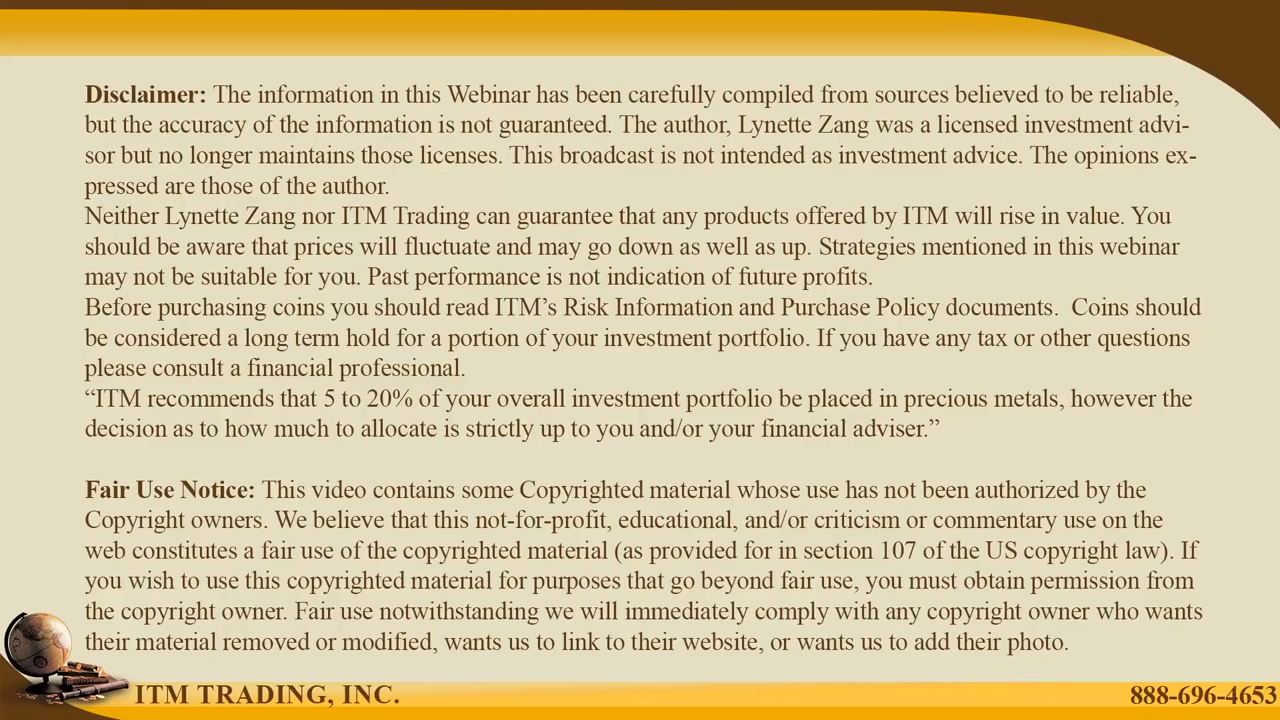 Disclaimer: The information in this Webinar has been carefully compiled from sources believed to be reliable,
but the accuracy of the information is not guaranteed. The author, Lynette Zang was a licensed investment advi-
sor but no longer maintains those licenses. This broadcast is not intended as investment advice. The opinions ex-
pressed are those of the author.
Neither Lynette Zang nor ITM Trading can guarantee that any products offered by ITM will rise in value. You
should be aware that prices will fluctuate and may go down as well as up. Strategies mentioned in this webinar
may not be suitable for you. Past performance is not indication of future profits.
Before purchasing coins you should read ITM’s Risk Information and Purchase Policy documents.  Coins should
be considered a long term hold for a portion of your investment portfolio. If you have any tax or other questions
please consult a financial professional.
“ITM recommends that 5 to 20% of your overall investment portfolio be placed in precious metals, however the
decision as to how much to allocate is strictly up to you and/or your financial adviser.”
Fair Use Notice: This video contains some Copyrighted material whose use has not been authorized by the
Copyright owners. We believe that this not-for-profit, educational, and/or criticism or commentary use on the
web constitutes a fair use of the copyrighted material (as provided for in section 107 of the US copyright law). If
you wish to use this copyrighted material for purposes that go beyond fair use, you must obtain permission from
the copyright owner. Fair use notwithstanding we will immediately comply with any copyright owner who wants
their material removed or modified, wants us to link to their website, or wants us to add their photo.
ITM TRADING, INC.
888-696-4653